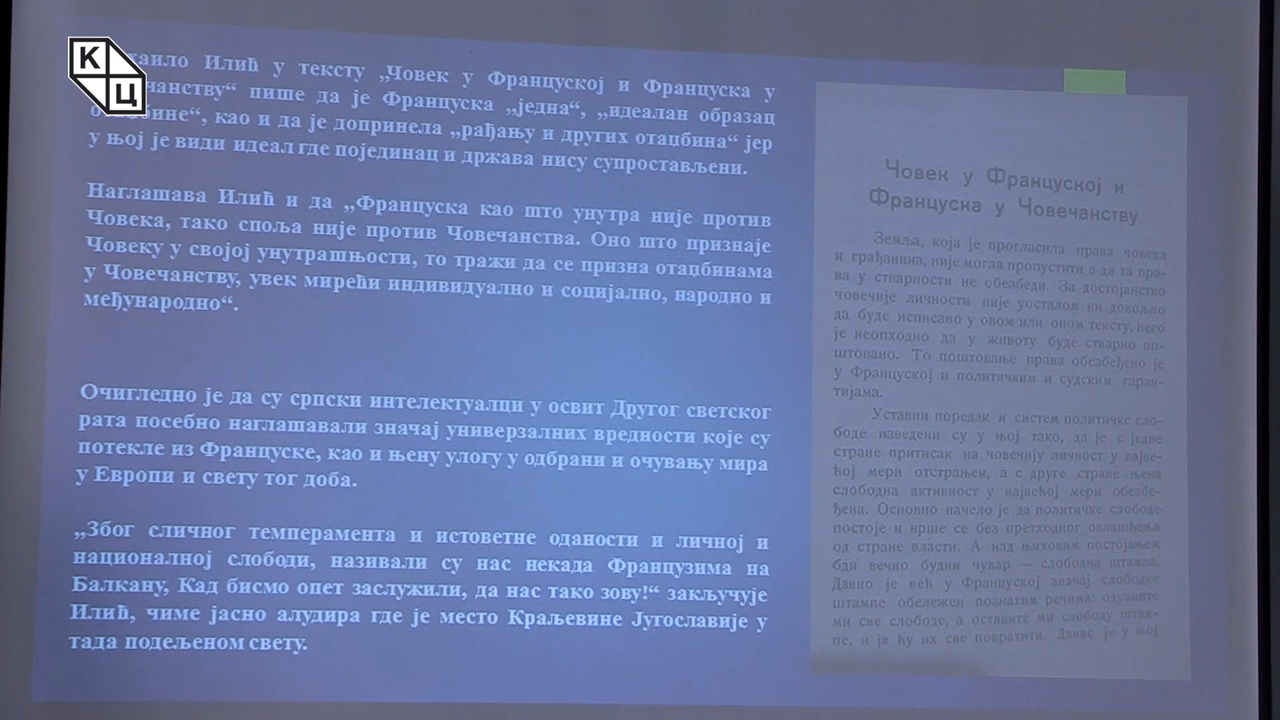 К
Ц
Илић у тексту „Човек у Француској и Француска у
пише да је Француска „једна“, „идеалан образац
као и да је допринела „рађању и других отаџбина“ јер
у њој је види идеал где појединац и држава нису супростављени.
Наглашава Илић и да „Француска као што унутра није против
Човека, тако споља није против Човечанства. Оно што признаје
Човеку у својој унутрашњости, то тражи да се призна отаџбинама
у Човечанству, увек мирећи индивидуално и социјално, народно и
међународно“.
Очигледно је да су српски интелектуалци у освит Другог светског
рата посебно наглашавали значај универзалних вредности које су
потекле из Француске, као и њену улогу у одбрани и очувању мира
у Европи и свету тог доба.
„Због сличног темперамента и истоветне оданости и личној и
националној слободи, називали су нас некада Французима на
Балкану, Кад бисмо опет заслужили, да нас тако зову!“ закључује
Илић, чиме јасно алудира где је место Краљевине Југославије у
тада подељеном свету.
Човек у Француској и
Француска у Човечанству
Земља, која је прогласила права човека
и грађанина, није могла пропустити а да та пра-
ва у стварности не обезбеди. За достојанство
човечије личности није уосталом ни довољно
да буде исписано у овом или оном тексту, него
је неопходно да у животу буде стварно по-
штовано. То поштовање права обезбеђено је
у Француској и политичким и судским гаран-
тијама.
Уставни поредак и систем политичке сло-
боде изведени су у њој тако, да је с једне
стране притисак на човечију личност у најве-
ћој мери отстрањен, а с друге стране њена
слободна активност у највећој мери обезбе-
ђена. Основно начело је да политичке слободе
постоје и врше се без претходног овлашћења
од стране власти. А над њиховим постојањем
бди вечно будни чувар — слободна штампа.
Давно је већ у Француској значај слободне
штампе обележен познатим речима: одузмите
ми све слободе, а оставите ми слободу штам-
пе, и ја ћу их све повратити. Данас је у њој